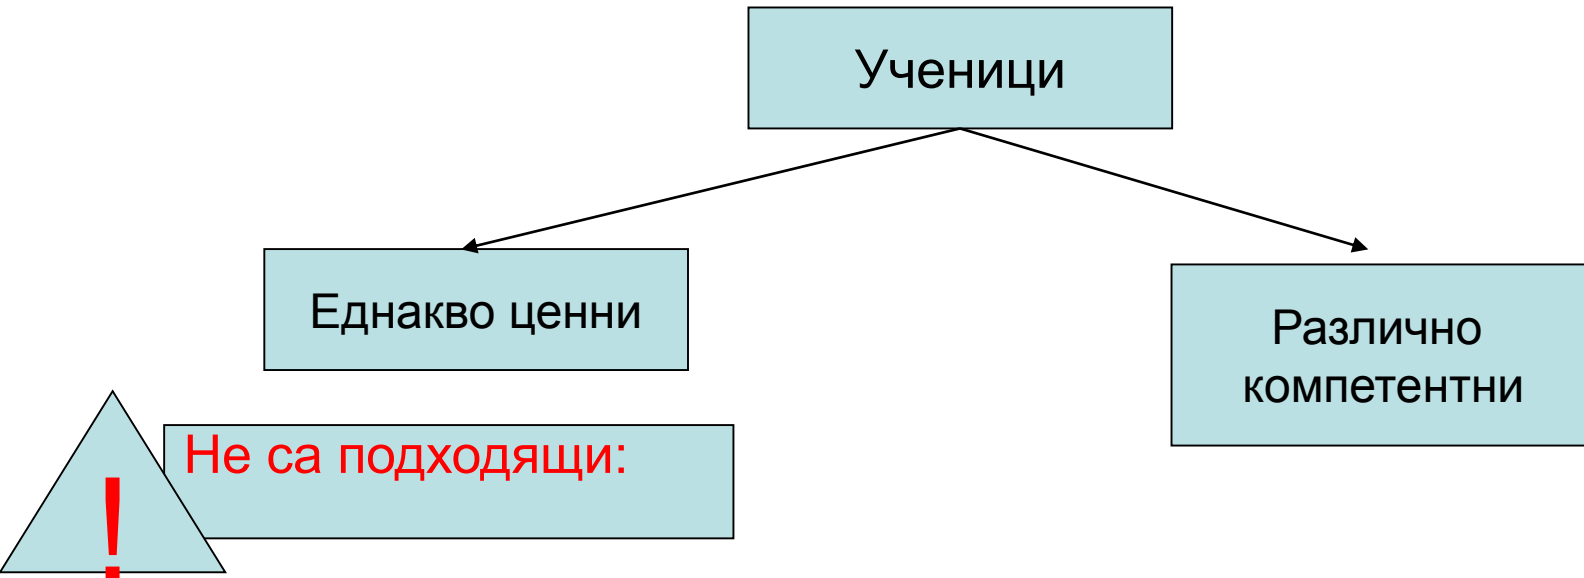 Ученици
Еднакво ценни
Различно
компетентни
Не са подходящи:
!